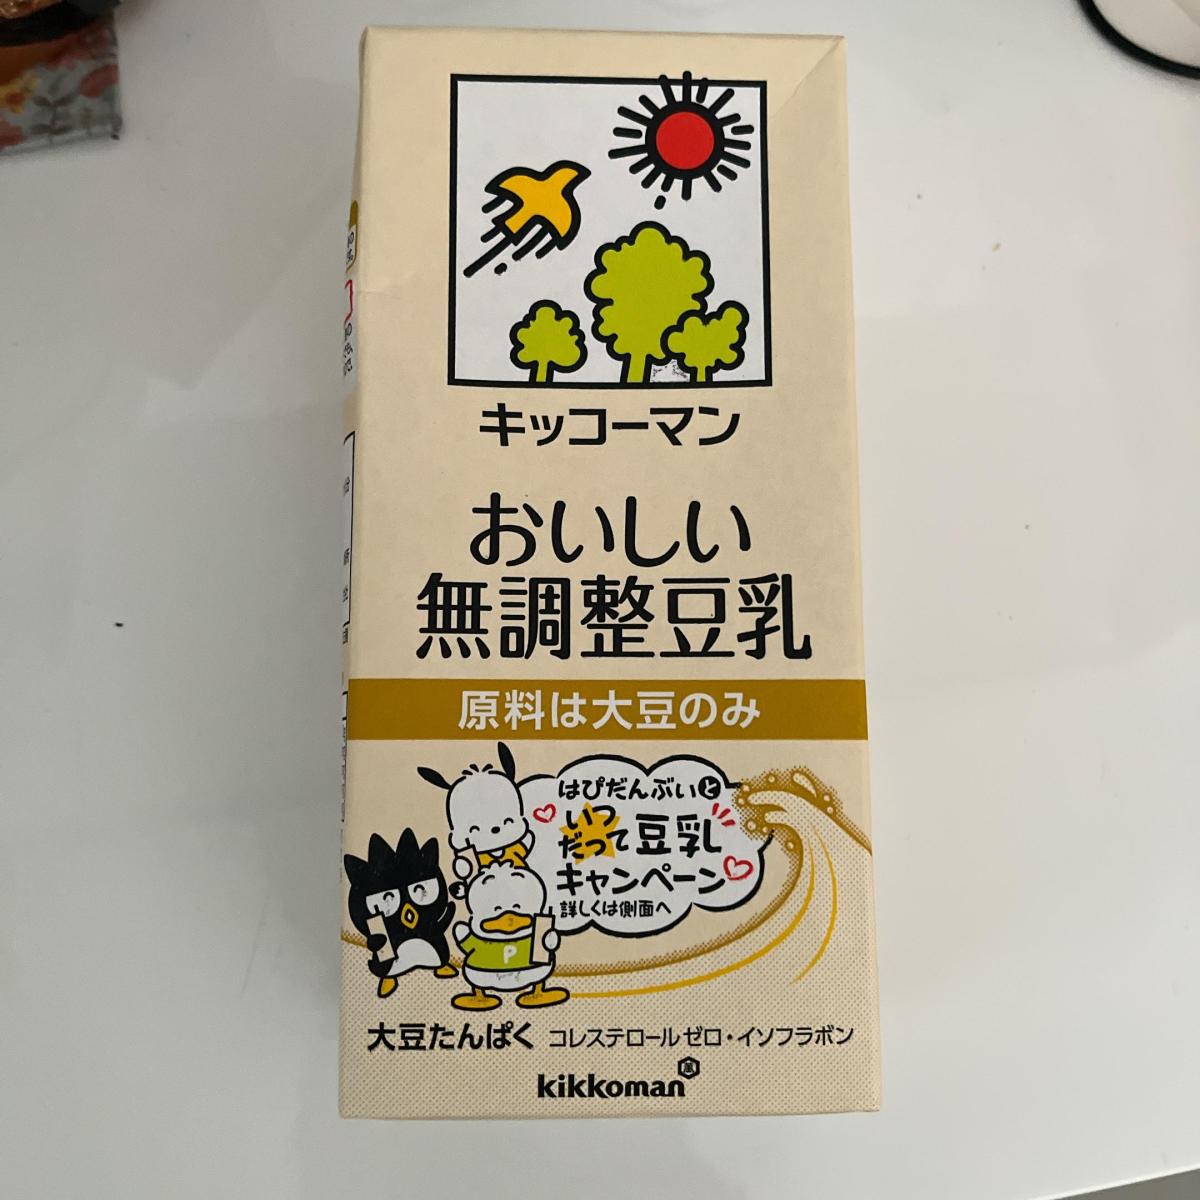 キッコーマン
おいしい
無調整豆乳
原料は大豆のみ
はぴだんぶいと
いつ
だって豆乳
キャンペーン
詳しくは側面へ
P
大豆たんぱく コレステロール ゼロ・イソフラボン
kikkoman